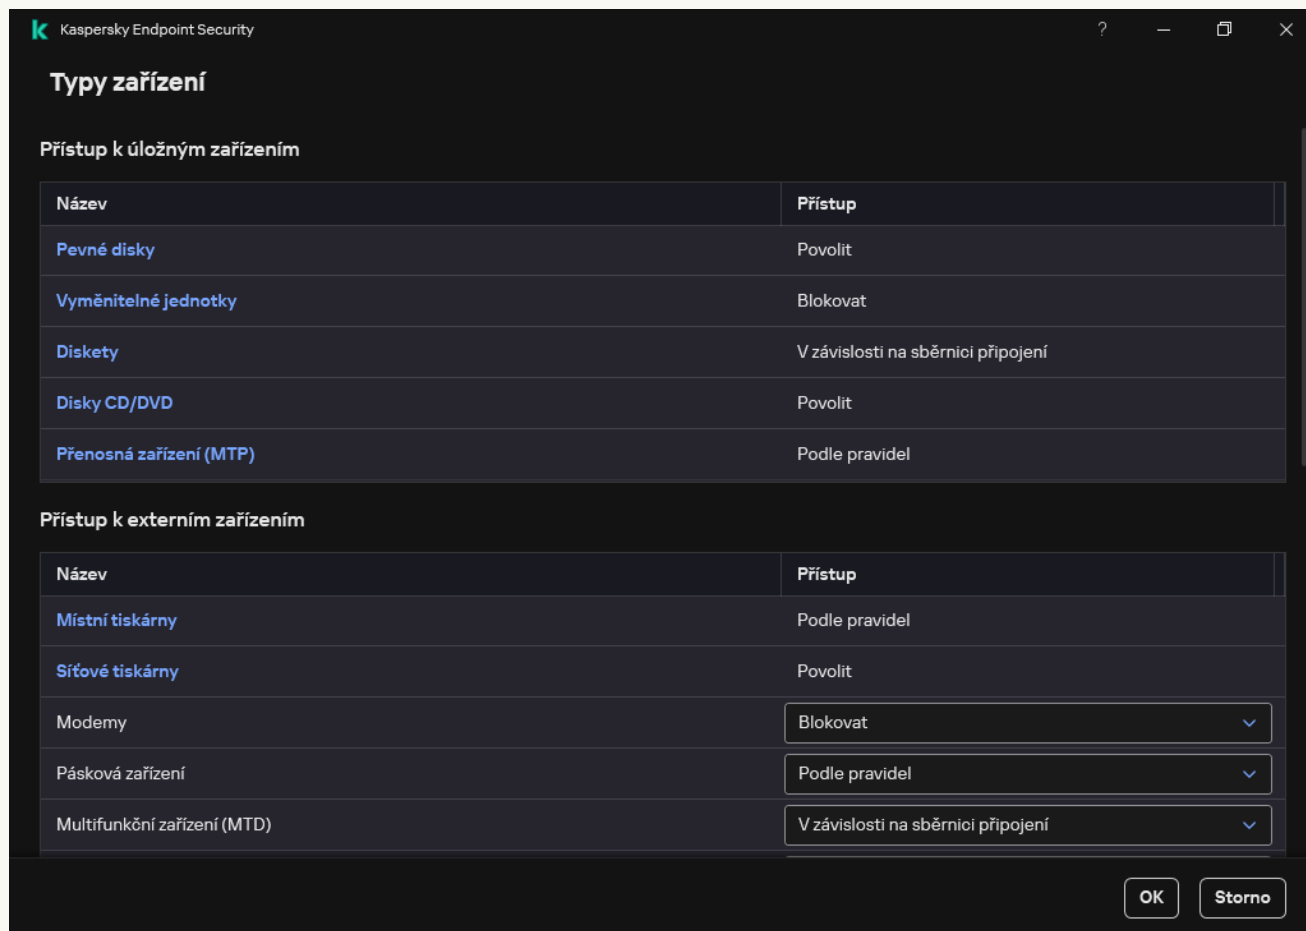 Kaspersky Endpoint Security
?
Typy zařízení
Přístup k úložným zařízením
Název Přístup
Pevné disky Povolit
Vyměnitelné jednotky Blokovat
Diskety V závislosti na sběrnici připojení
Disky CD/DVD Povolit
Přenosná zařízení (MTP) Podle pravidel
Přístup k externím zařízením
Název Přístup
Místní tiskárny Podle pravidel
Síťové tiskárny Povolit
Modemy Blokovat
Pásková zařízení Podle pravidel
Multifunkční zařízení (MTD) V závislosti na sběrnici připojení
OK Storno